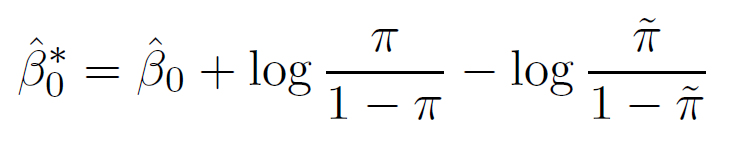 β̂₀* = β̂₀ + log π/(1 − π) − log π̃/(1 − π̃)